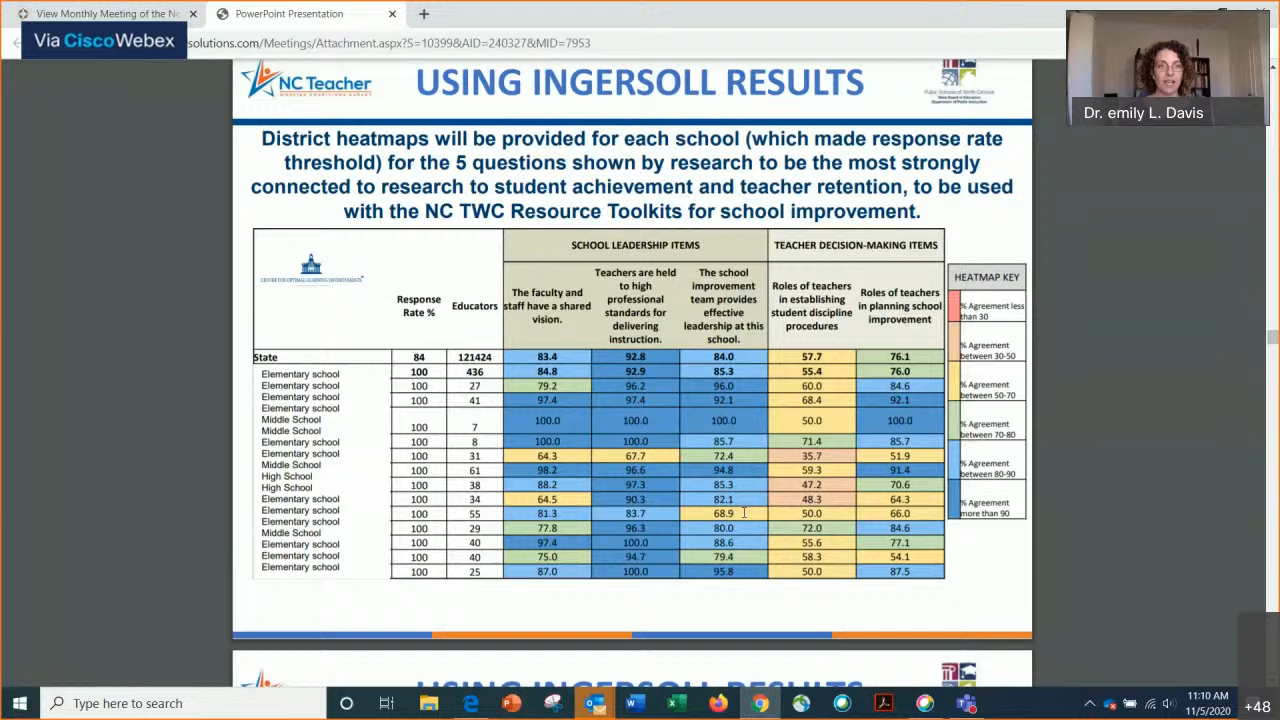 View Monthly Meeting of the No
PowerPoint Presentation
Via CiscoWebex
solutions.com/Meetings/Attachment.aspx?S=10399&AID=240327&MID=7953
Dr. emily L. Davis
NC Teacher
USING INGERSOLL RESULTS
District heatmaps will be provided for each school (which made response rate
threshold) for the 5 questions shown by research to be the most strongly
connected to research to student achievement and teacher retention, to be used
with the NC TWC Resource Toolkits for school improvement.
SCHOOL LEADERSHIP ITEMS TEACHER DECISION-MAKING ITEMS
Response Rate %
Educators
The faculty and staff have a shared vision.
Teachers are held to high professional standards for delivering instruction.
The school improvement team provides effective leadership at this school.
Roles of teachers in establishing student discipline procedures
Roles of teachers in planning school improvement
State 84 121424 83.4 92.8 84.0 57.7 76.1
100 436 84.8 92.9 85.3 55.4 76.0
100 27 79.2 96.2 96.0 60.0 84.6
100 41 97.4 97.4 92.1 68.4 92.1
100 7 100.0 100.0 100.0 50.0 100.0
100 8 100.0 100.0 85.7 71.4 85.7
100 31 64.3 67.7 72.4 35.7 51.9
100 61 98.2 96.6 94.8 59.3 91.4
100 38 88.2 97.3 85.3 47.2 70.6
100 34 64.5 90.3 82.1 48.3 64.3
100 55 81.3 83.7 68.9 50.0 66.0
100 29 77.8 96.3 80.0 72.0 84.6
100 40 97.4 100.0 88.6 55.6 77.1
100 40 75.0 94.7 79.4 58.3 54.1
100 25 87.0 100.0 95.8 50.0 87.5
Elementary school
Elementary school
Elementary school
Elementary school
Middle School
Middle School
Elementary school
Elementary school
Middle School
High School
High School
Elementary school
Elementary school
Elementary school
Middle School
Elementary school
Elementary school
Elementary school
HEATMAP KEY
% Agreement less
than 30
% Agreement
between 30-50
% Agreement
between 50-70
% Agreement
between 70-80
% Agreement
between 80-90
% Agreement
more than 90
USING INGERSOLL RESULTS
Type here to search
11:10 AM
11/5/2020
+48